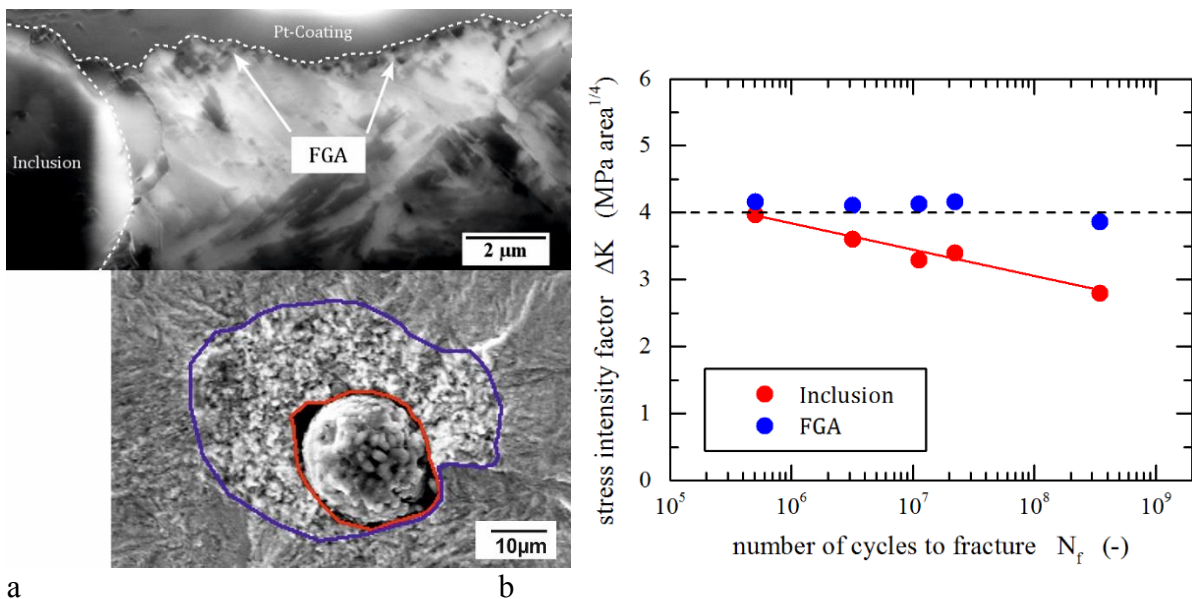 Pt-Coating
FGA
Inclusion
2 μm
10μm
a
b
stress intensity factor ΔK (MPa area^1/4)
6
5
4
3
2
1
0
Inclusion
FGA
10^5 10^6 10^7 10^8 10^9
number of cycles to fracture N_f (-)